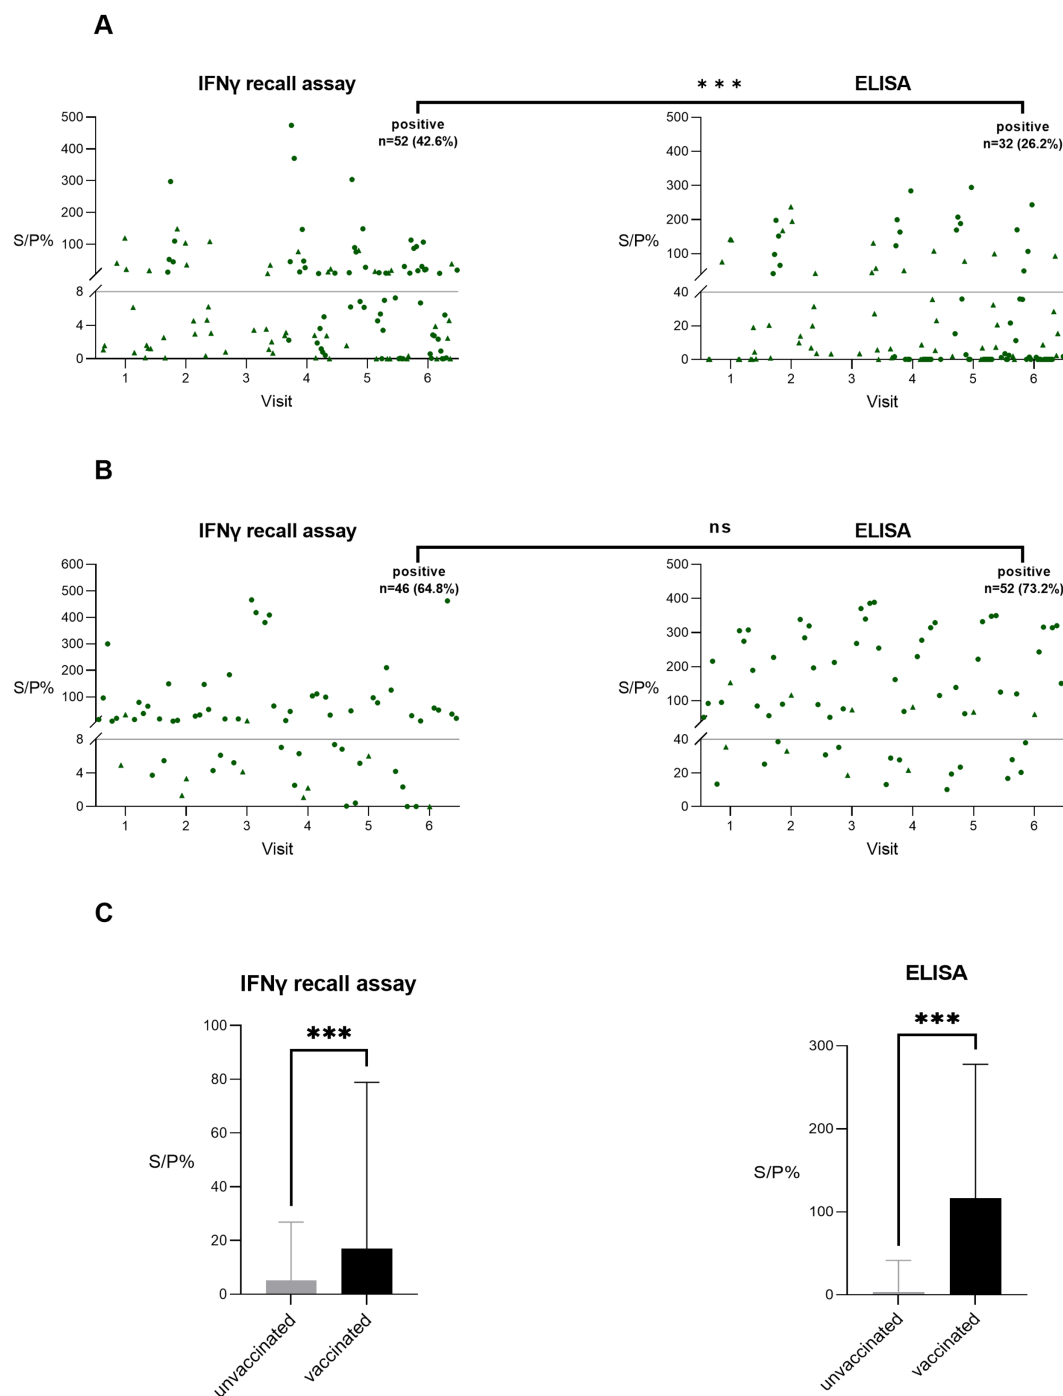 A
IFNγ recall assay
* * *
ELISA
positive
n=52 (42.6%)
positive
n=32 (26.2%)
500
400
300
200
100
8
4
0
S/P%
1 2 3 4 5 6
Visit
500
400
300
200
100
40
20
0
S/P%
1 2 3 4 5 6
Visit
B
IFNγ recall assay
ns
ELISA
positive
n=46 (64.8%)
positive
n=52 (73.2%)
600
500
400
300
200
100
8
4
0
S/P%
1 2 3 4 5 6
Visit
500
400
300
200
100
40
20
0
S/P%
1 2 3 4 5 6
Visit
C
IFNγ recall assay
***
100
80
60
40
20
0
S/P%
unvaccinated
vaccinated
ELISA
***
300
200
100
0
S/P%
unvaccinated
vaccinated